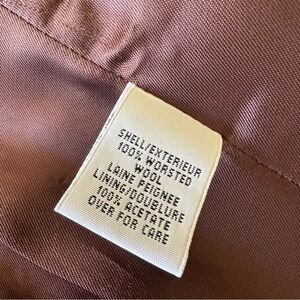 SHELL/EXTERIEUR
100% WORSTED
WOOL
LAINE PEIGNEE
LINING/DOUBLURE
100% ACETATE
OVER FOR CARE